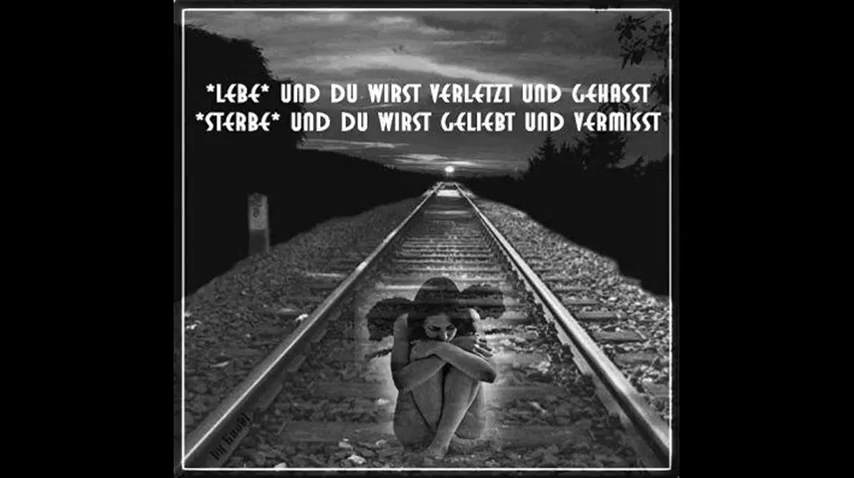 *LEBE* UND DU WIRST VERLETZT UND GEHASST
*STERBE* UND DU WIRST GELIEBT UND VERMISST